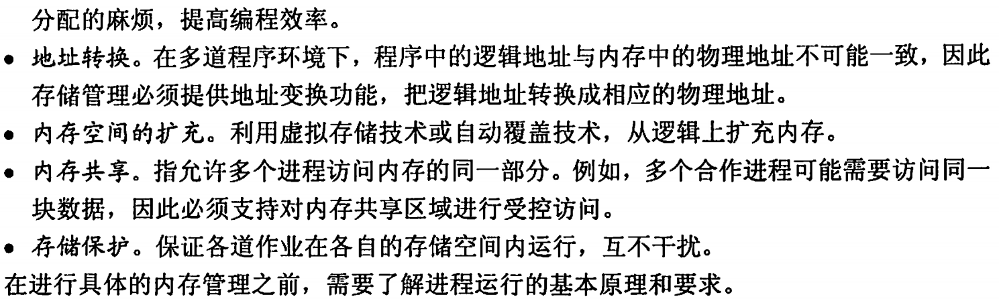 分配的麻烦，提高编程效率。
• 地址转换。在多道程序环境下，程序中的逻辑地址与内存中的物理地址不可能一致，因此
存储管理必须提供地址变换功能，把逻辑地址转换成相应的物理地址。
• 内存空间的扩充。利用虚拟存储技术或自动覆盖技术，从逻辑上扩充内存。
• 内存共享。指允许多个进程访问内存的同一部分。例如，多个合作进程可能需要访问同一
块数据，因此必须支持对内存共享区域进行受控访问。
• 存储保护。保证各道作业在各自的存储空间内运行，互不干扰。
在进行具体的内存管理之前，需要了解进程运行的基本原理和要求。